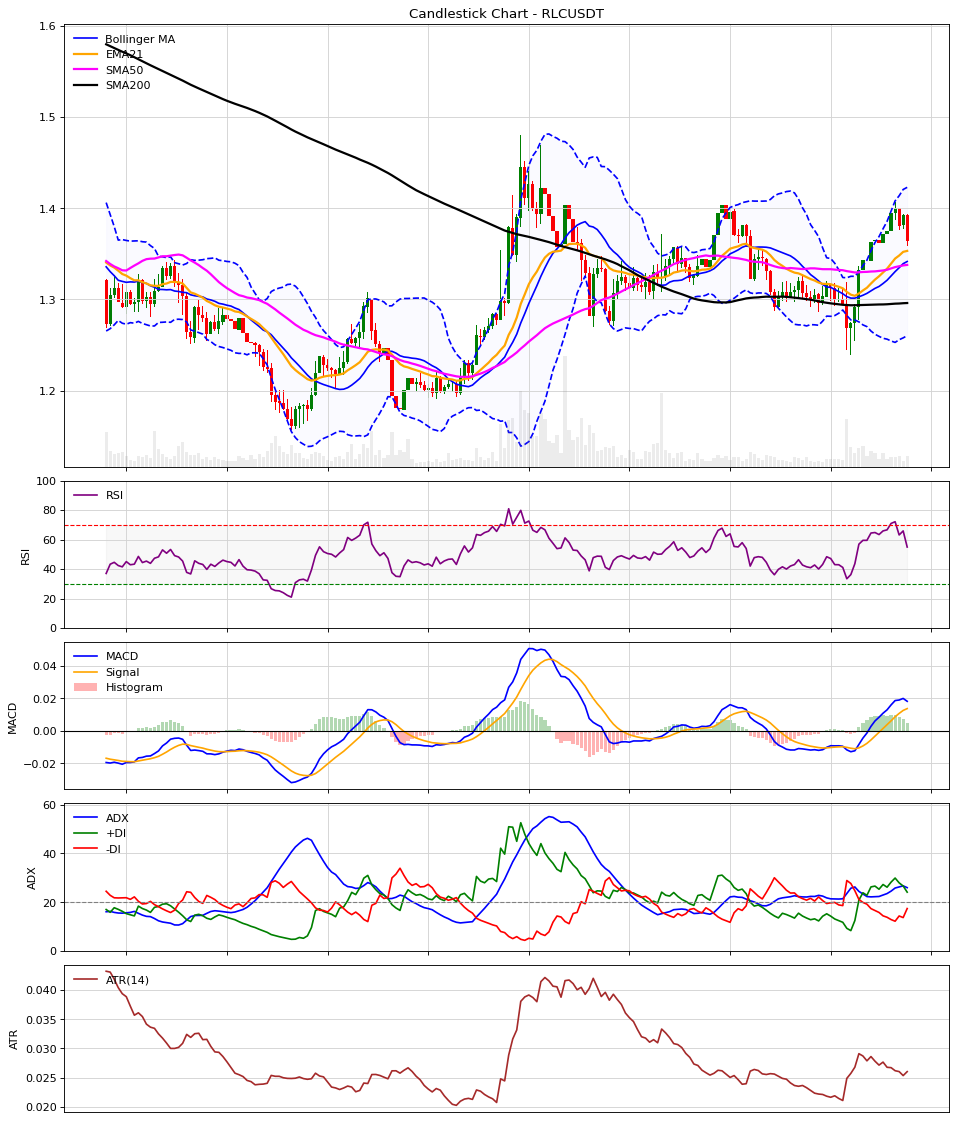 Candlestick Chart - RLCUSDT
1.6
Bollinger MA
EMA21
SMA50
SMA200
1.5
1.4
1.3
1.2
100
RSI
80
60
RSI
40
20
0
MACD
0.04
Signal
Histogram
0.02
MACD
0.00
−0.02
60
ADX
+DI
-DI
40
ADX
20
0
ATR(14)
0.040
0.035
ATR
0.030
0.025
0.020